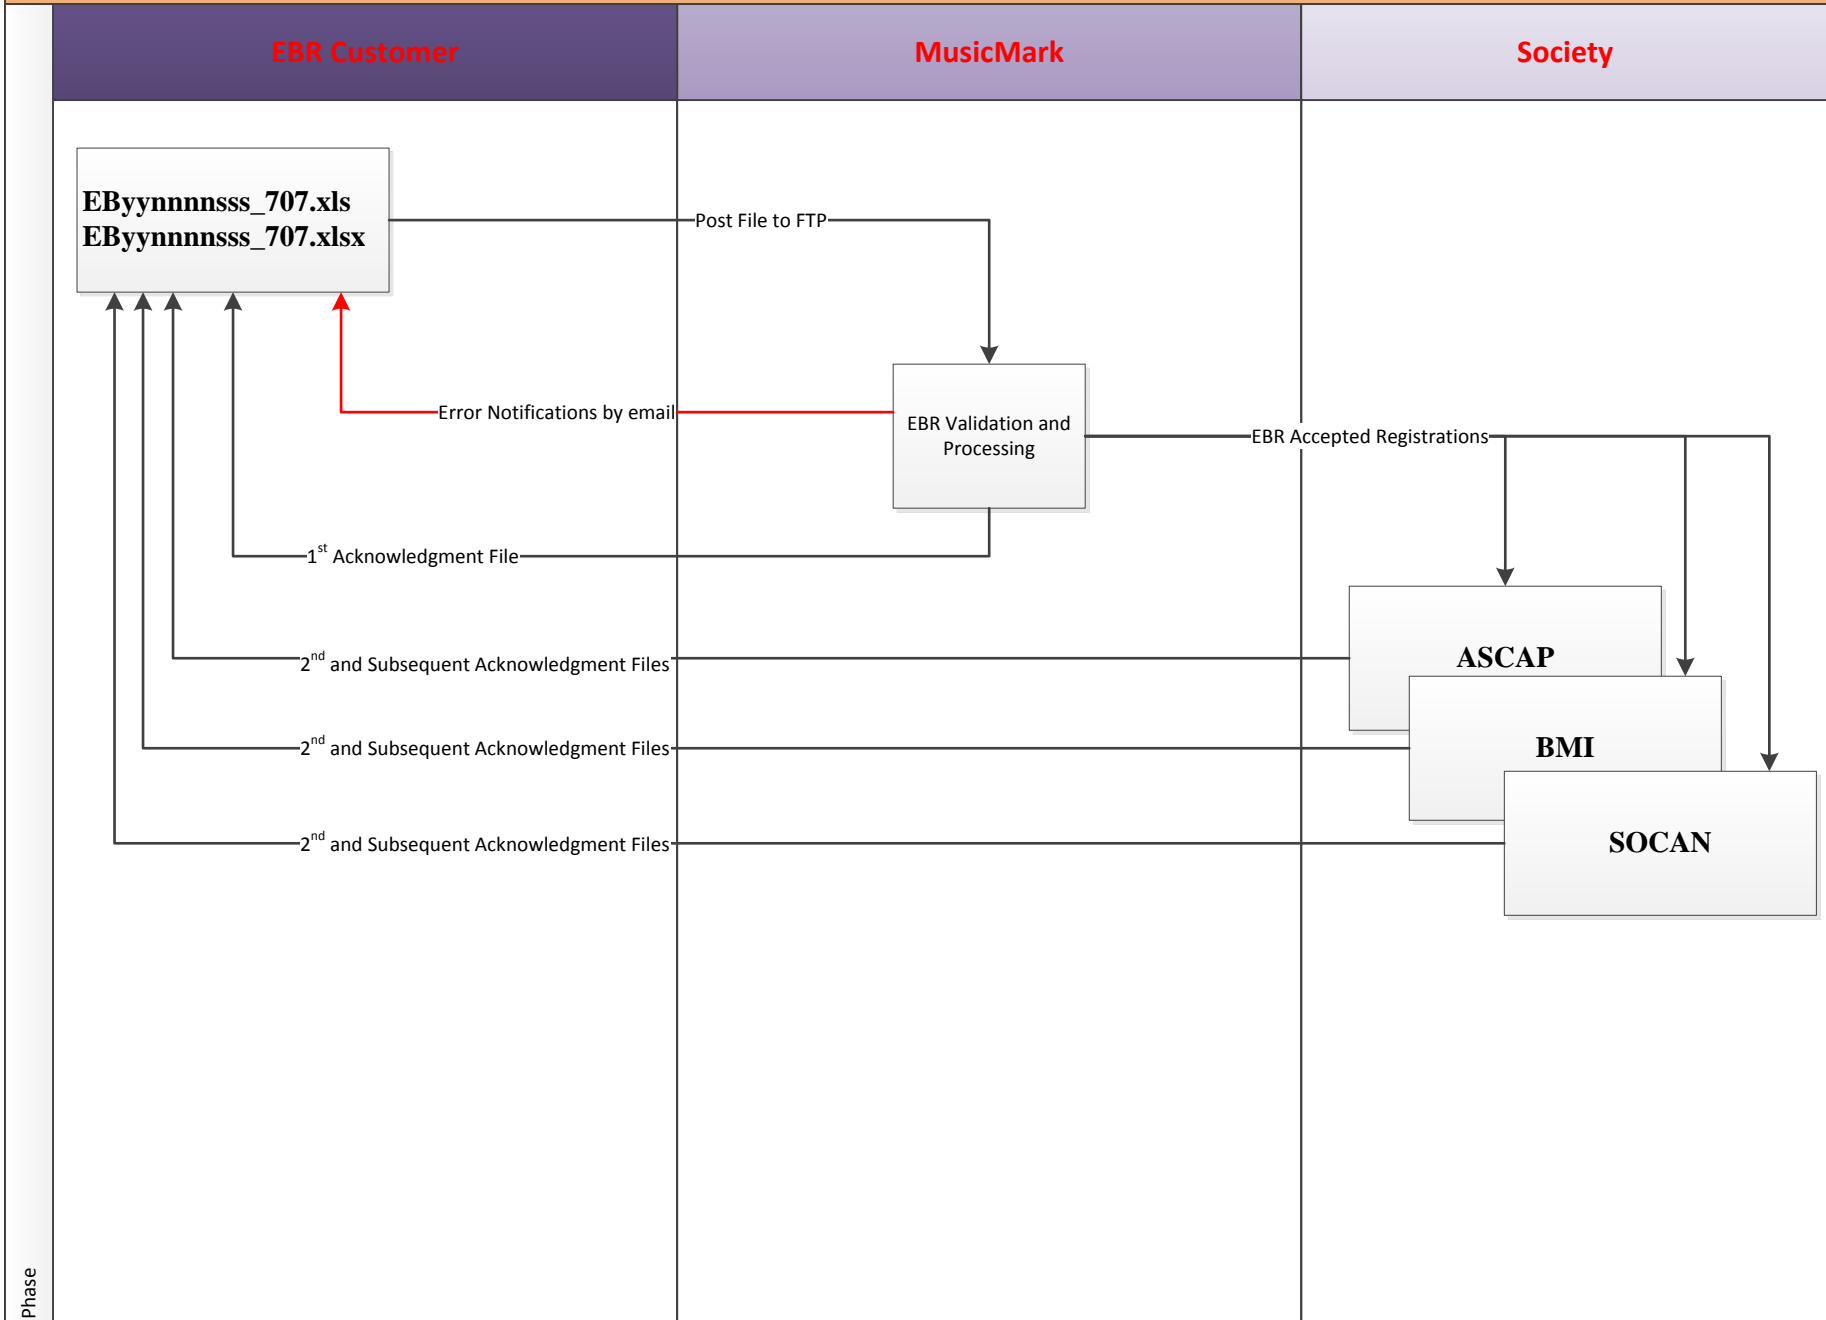 EBR Customer
MusicMark
Society
EByynnnnsss_707.xls
EByynnnnsss_707.xlsx
Post File to FTP
Error Notifications by email
EBR Validation and
Processing
EBR Accepted Registrations
1st Acknowledgment File
2nd and Subsequent Acknowledgment Files
ASCAP
2nd and Subsequent Acknowledgment Files
BMI
2nd and Subsequent Acknowledgment Files
SOCAN
Phase